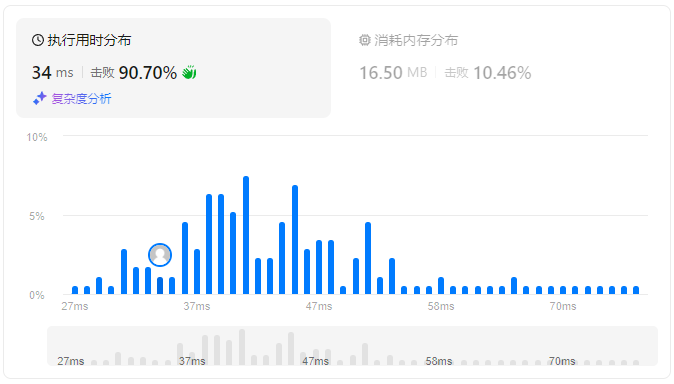 执行用时分布
34 ms 击败 90.70%
复杂度分析
消耗内存分布
16.50 MB 击败 10.46%
10%
5%
0%
27ms 37ms 47ms 58ms 70ms
27ms 37ms 47ms 58ms 70ms